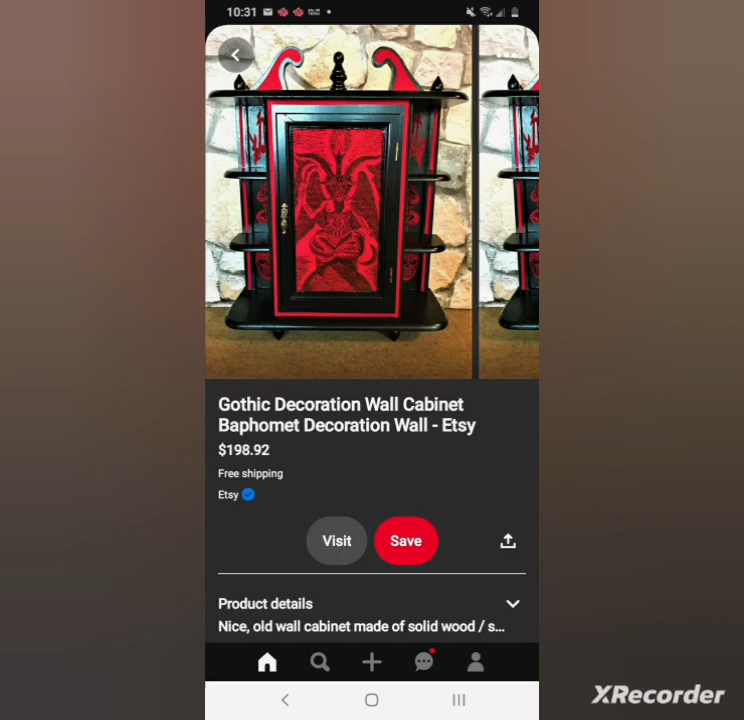 10:31
Gothic Decoration Wall Cabinet
Baphomet Decoration Wall - Etsy
$198.92
Free shipping
Etsy
Visit
Save
Product details
Nice, old wall cabinet made of solid wood / s...
XRecorder